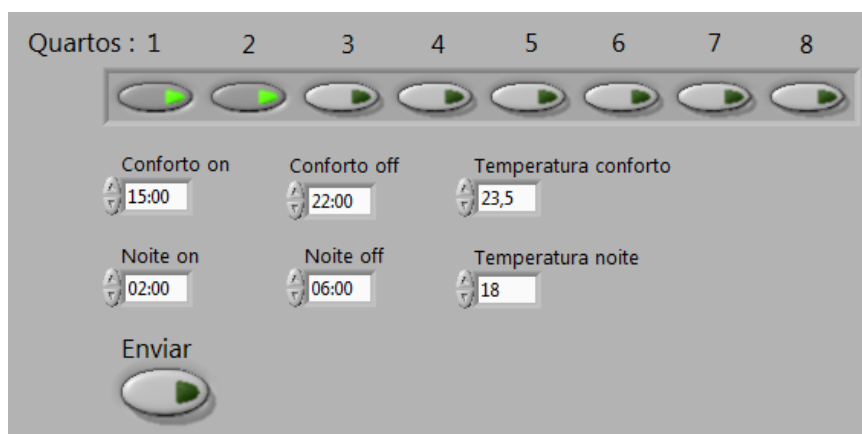 Quartos : 1 2 3 4 5 6 7 8
Conforto on Conforto off Temperatura conforto
15:00 22:00 23,5
Noite on Noite off Temperatura noite
02:00 06:00 18
Enviar